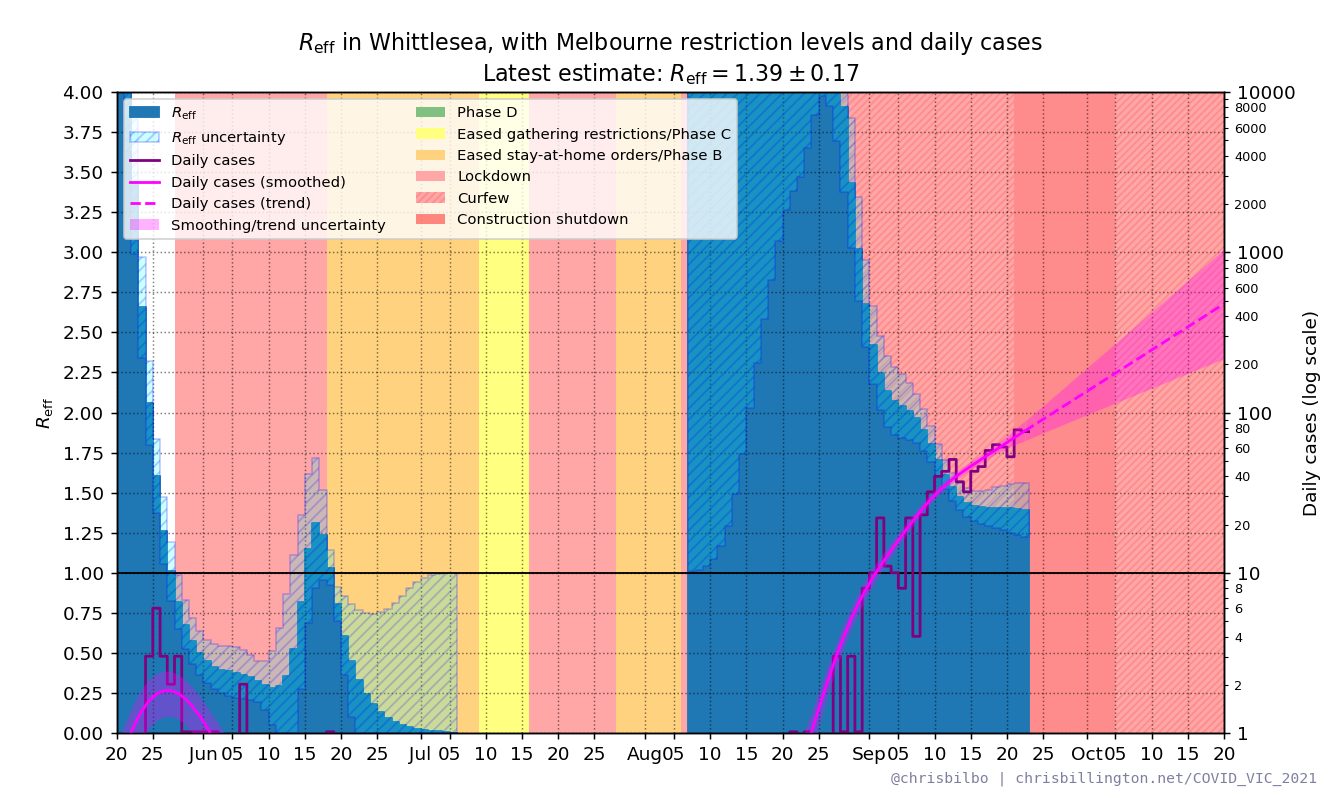 Reff in Whittlesea, with Melbourne restriction levels and daily cases
Latest estimate: Reff = 1.39 ± 0.17
Reff
Reff uncertainty
Daily cases
Daily cases (smoothed)
Daily cases (trend)
Smoothing/trend uncertainty
Phase D
Eased gathering restrictions/Phase C
Eased stay-at-home orders/Phase B
Lockdown
Curfew
Construction shutdown
Reff
4.00
3.75
3.50
3.25
3.00
2.75
2.50
2.25
2.00
1.75
1.50
1.25
1.00
0.75
0.50
0.25
0.00
10000
8000
6000
4000
2000
1000
800
600
400
200
100
80
60
40
20
10
8
6
4
2
1
Daily cases (log scale)
20 25 Jun 05 10 15 20 25 Jul 05 10 15 20 25 Aug 05 10 15 20 25 Sep 05 10 15 20 25 Oct 05 10 15 20
@chrisbilbo | chrisbillington.net/COVID_VIC_2021